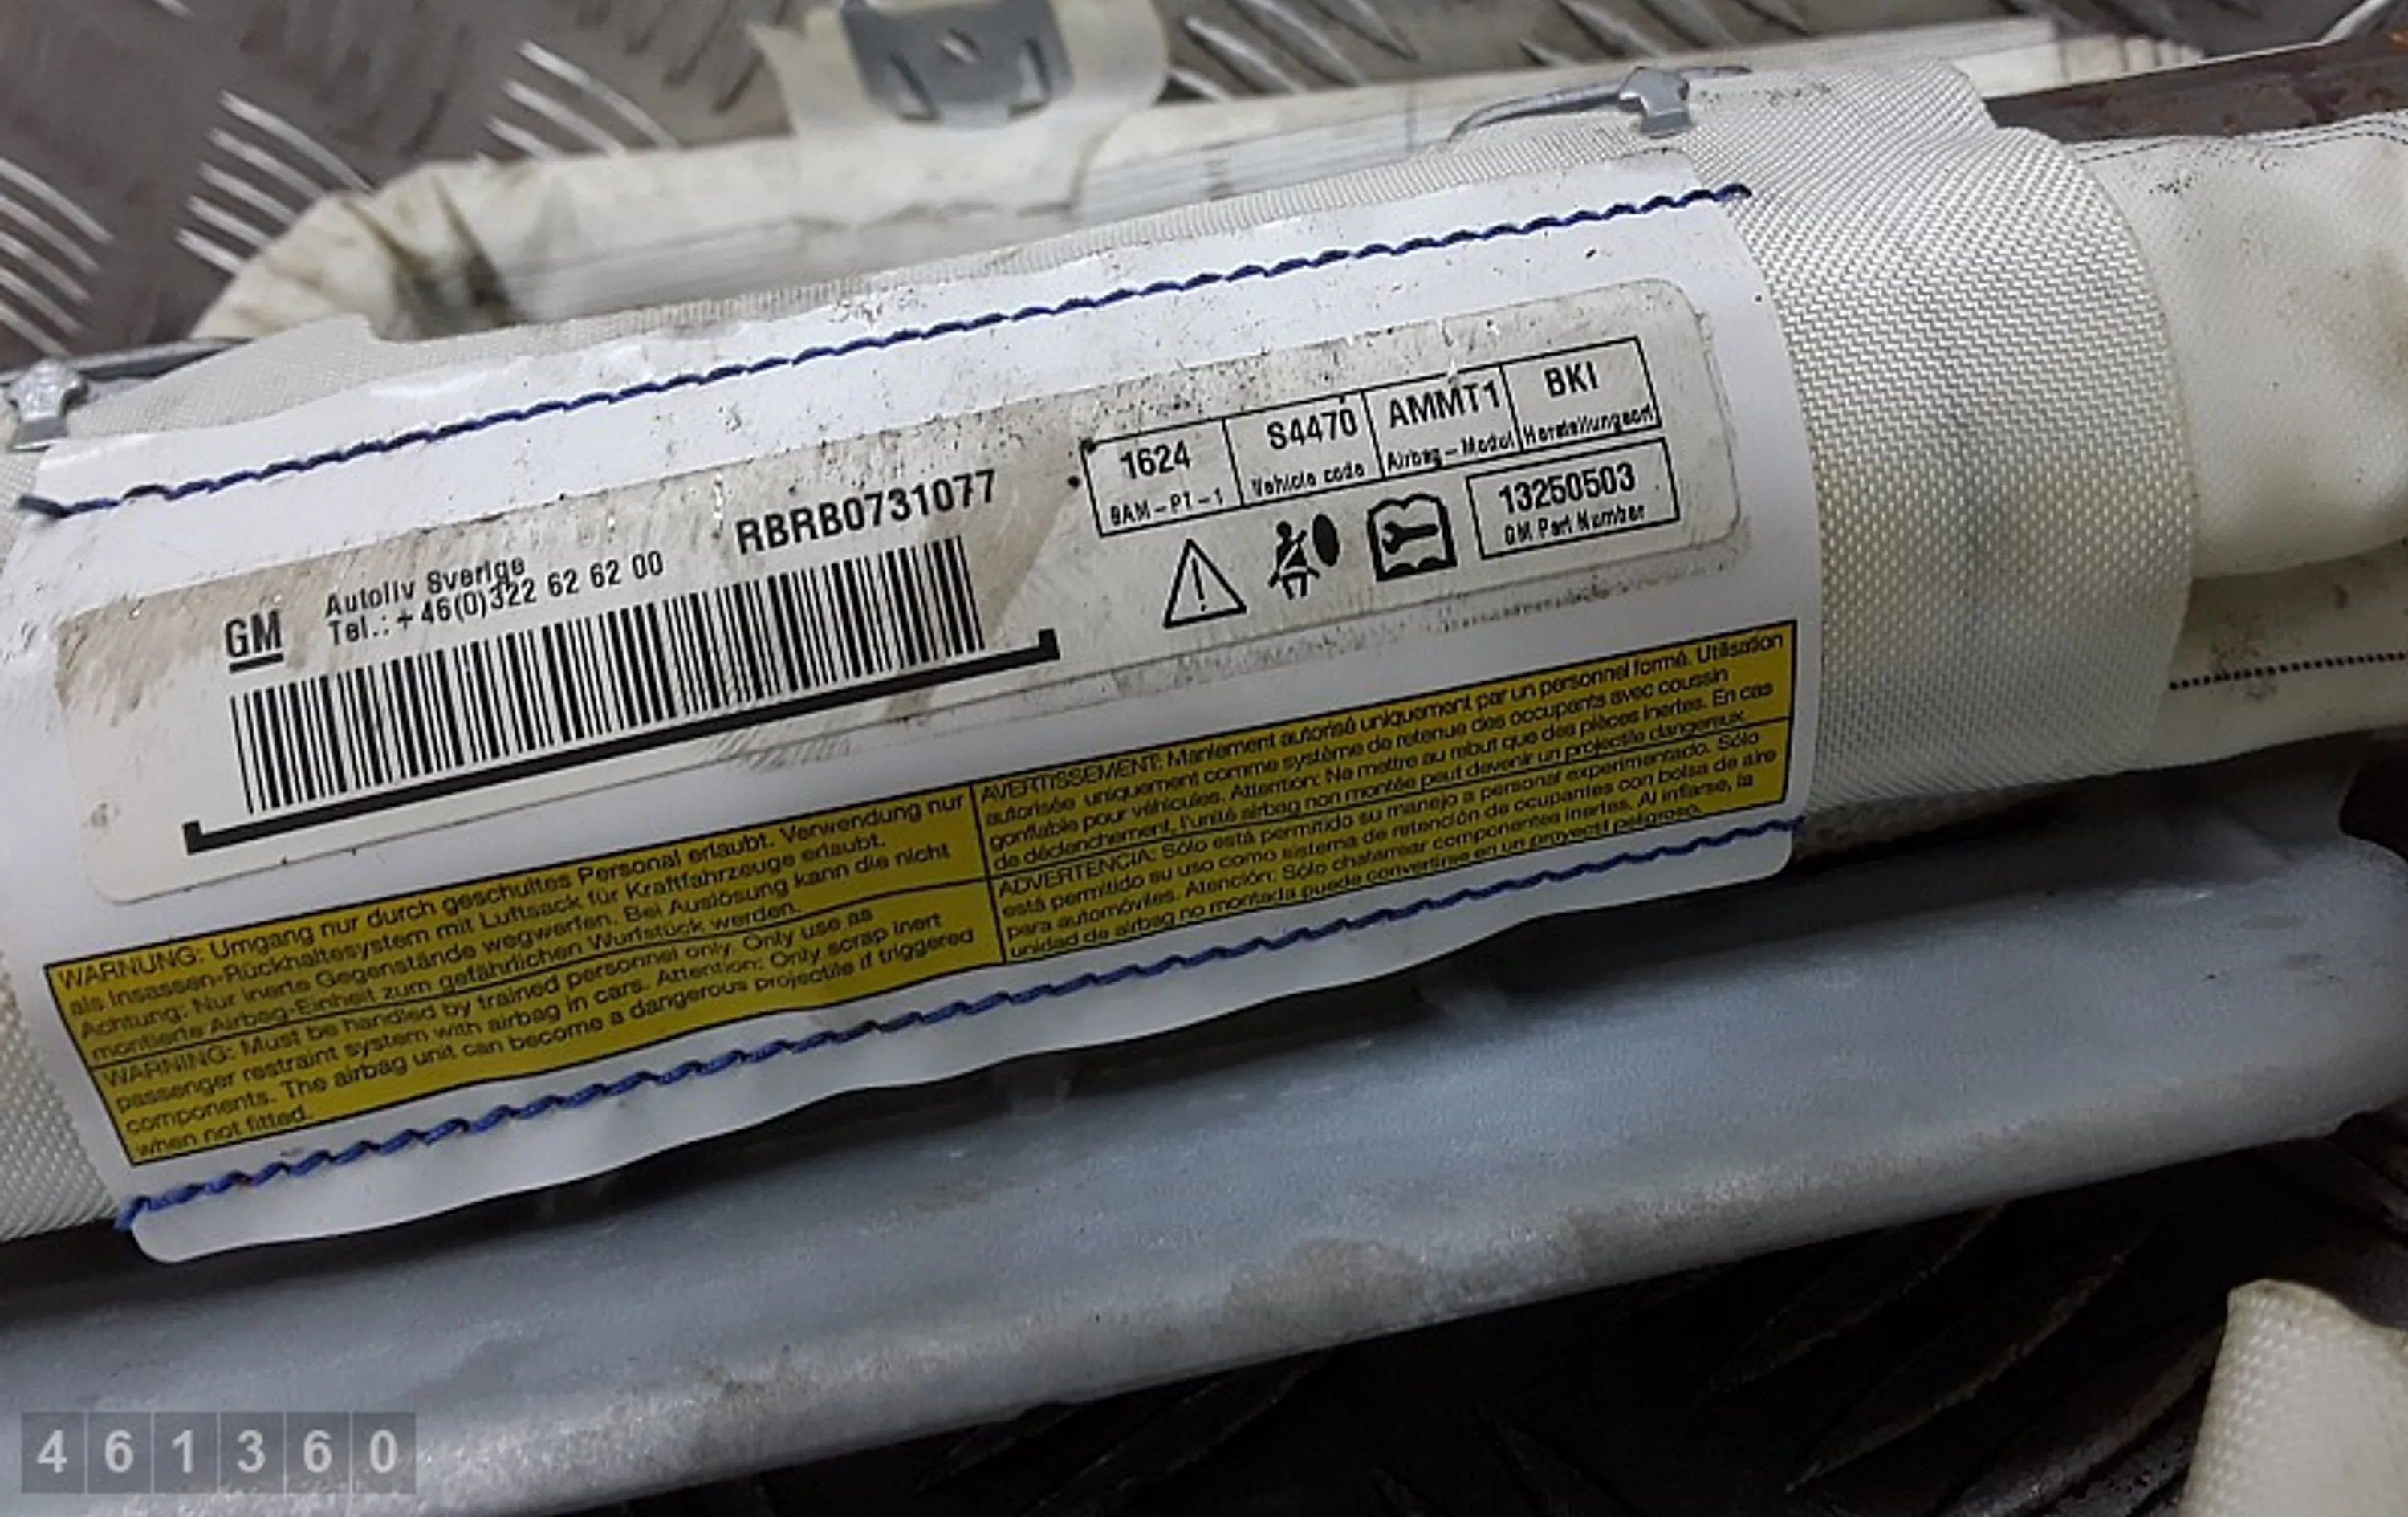 GM
Autoliv Sverige
Tel.: +46(0)322 62 62 00
RBRB0731077
1624
BAM-PT-1
S4470
Vehicle code
AMMT1
Airbag-Modul
BKI
Herstellungsort
13250503
GM Part Number
WARNUNG: Umgang nur durch geschultes Personal erlaubt. Verwendung nur
als Insassen-Rückhaltesystem mit Luftsack für Kraftfahrzeuge erlaubt.
Achtung: Nur inerte Gegenstände wegwerfen. Bei Auslösung kann die nicht
montierte Airbag-Einheit zum gefährlichen Wurfstück werden.
WARNING: Must be handled by trained personnel only. Only use as
passenger restraint system with airbag in cars. Attention: Only scrap inert
components. The airbag unit can become a dangerous projectile if triggered
when not fitted.
AVERTISSEMENT: Maniement autorisé uniquement par un personnel formé. Utilisation
autorisée uniquement comme système de retenue des occupants avec coussin
gonflable pour véhicules. Attention: Ne mettre au rebut que des pièces inertes. En cas
de déclenchement, l'unité airbag non montée peut devenir un projectile dangereux.
ADVERTENCIA: Sólo está permitido su manejo a personal experimentado. Sólo
está permitido su uso como sistema de retención de ocupantes con bolsa de aire
para automóviles. Atención: Sólo chatarrear componentes inertes. Al inflarse, la
unidad de airbag no montada puede convertirse en un proyectil peligroso.
461360